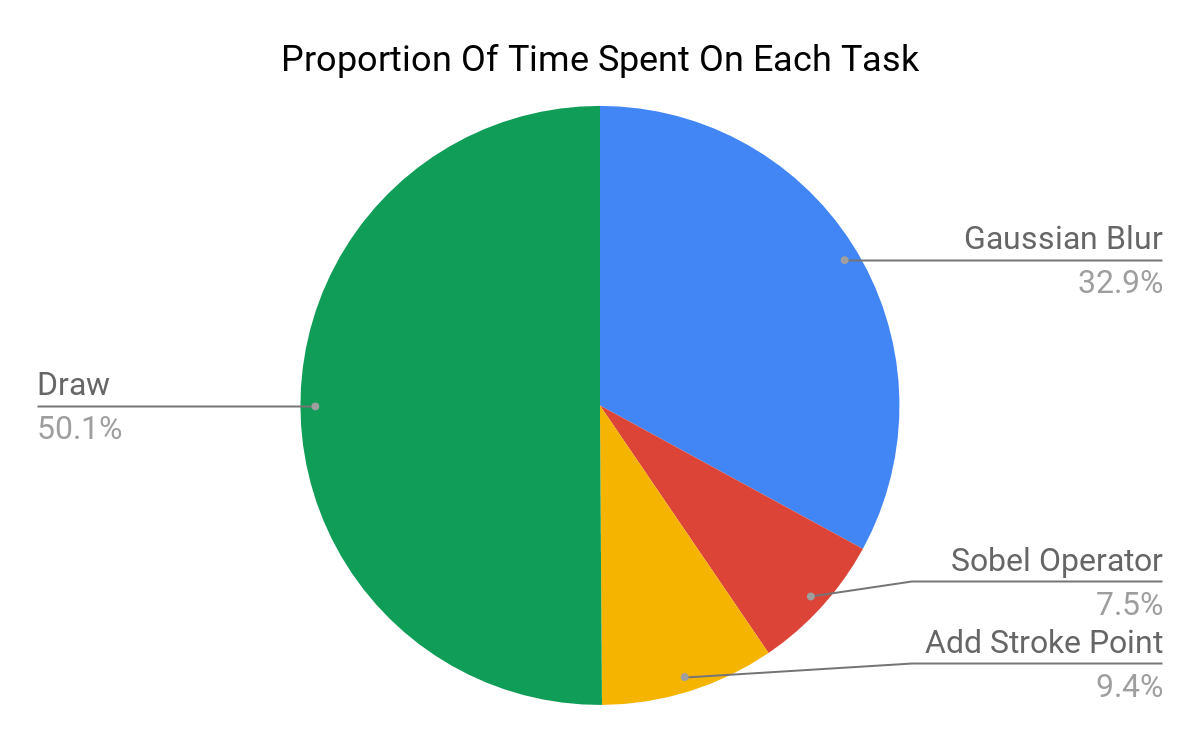 Proportion Of Time Spent On Each Task
Gaussian Blur
32.9%
Draw
50.1%
Sobel Operator
7.5%
Add Stroke Point
9.4%